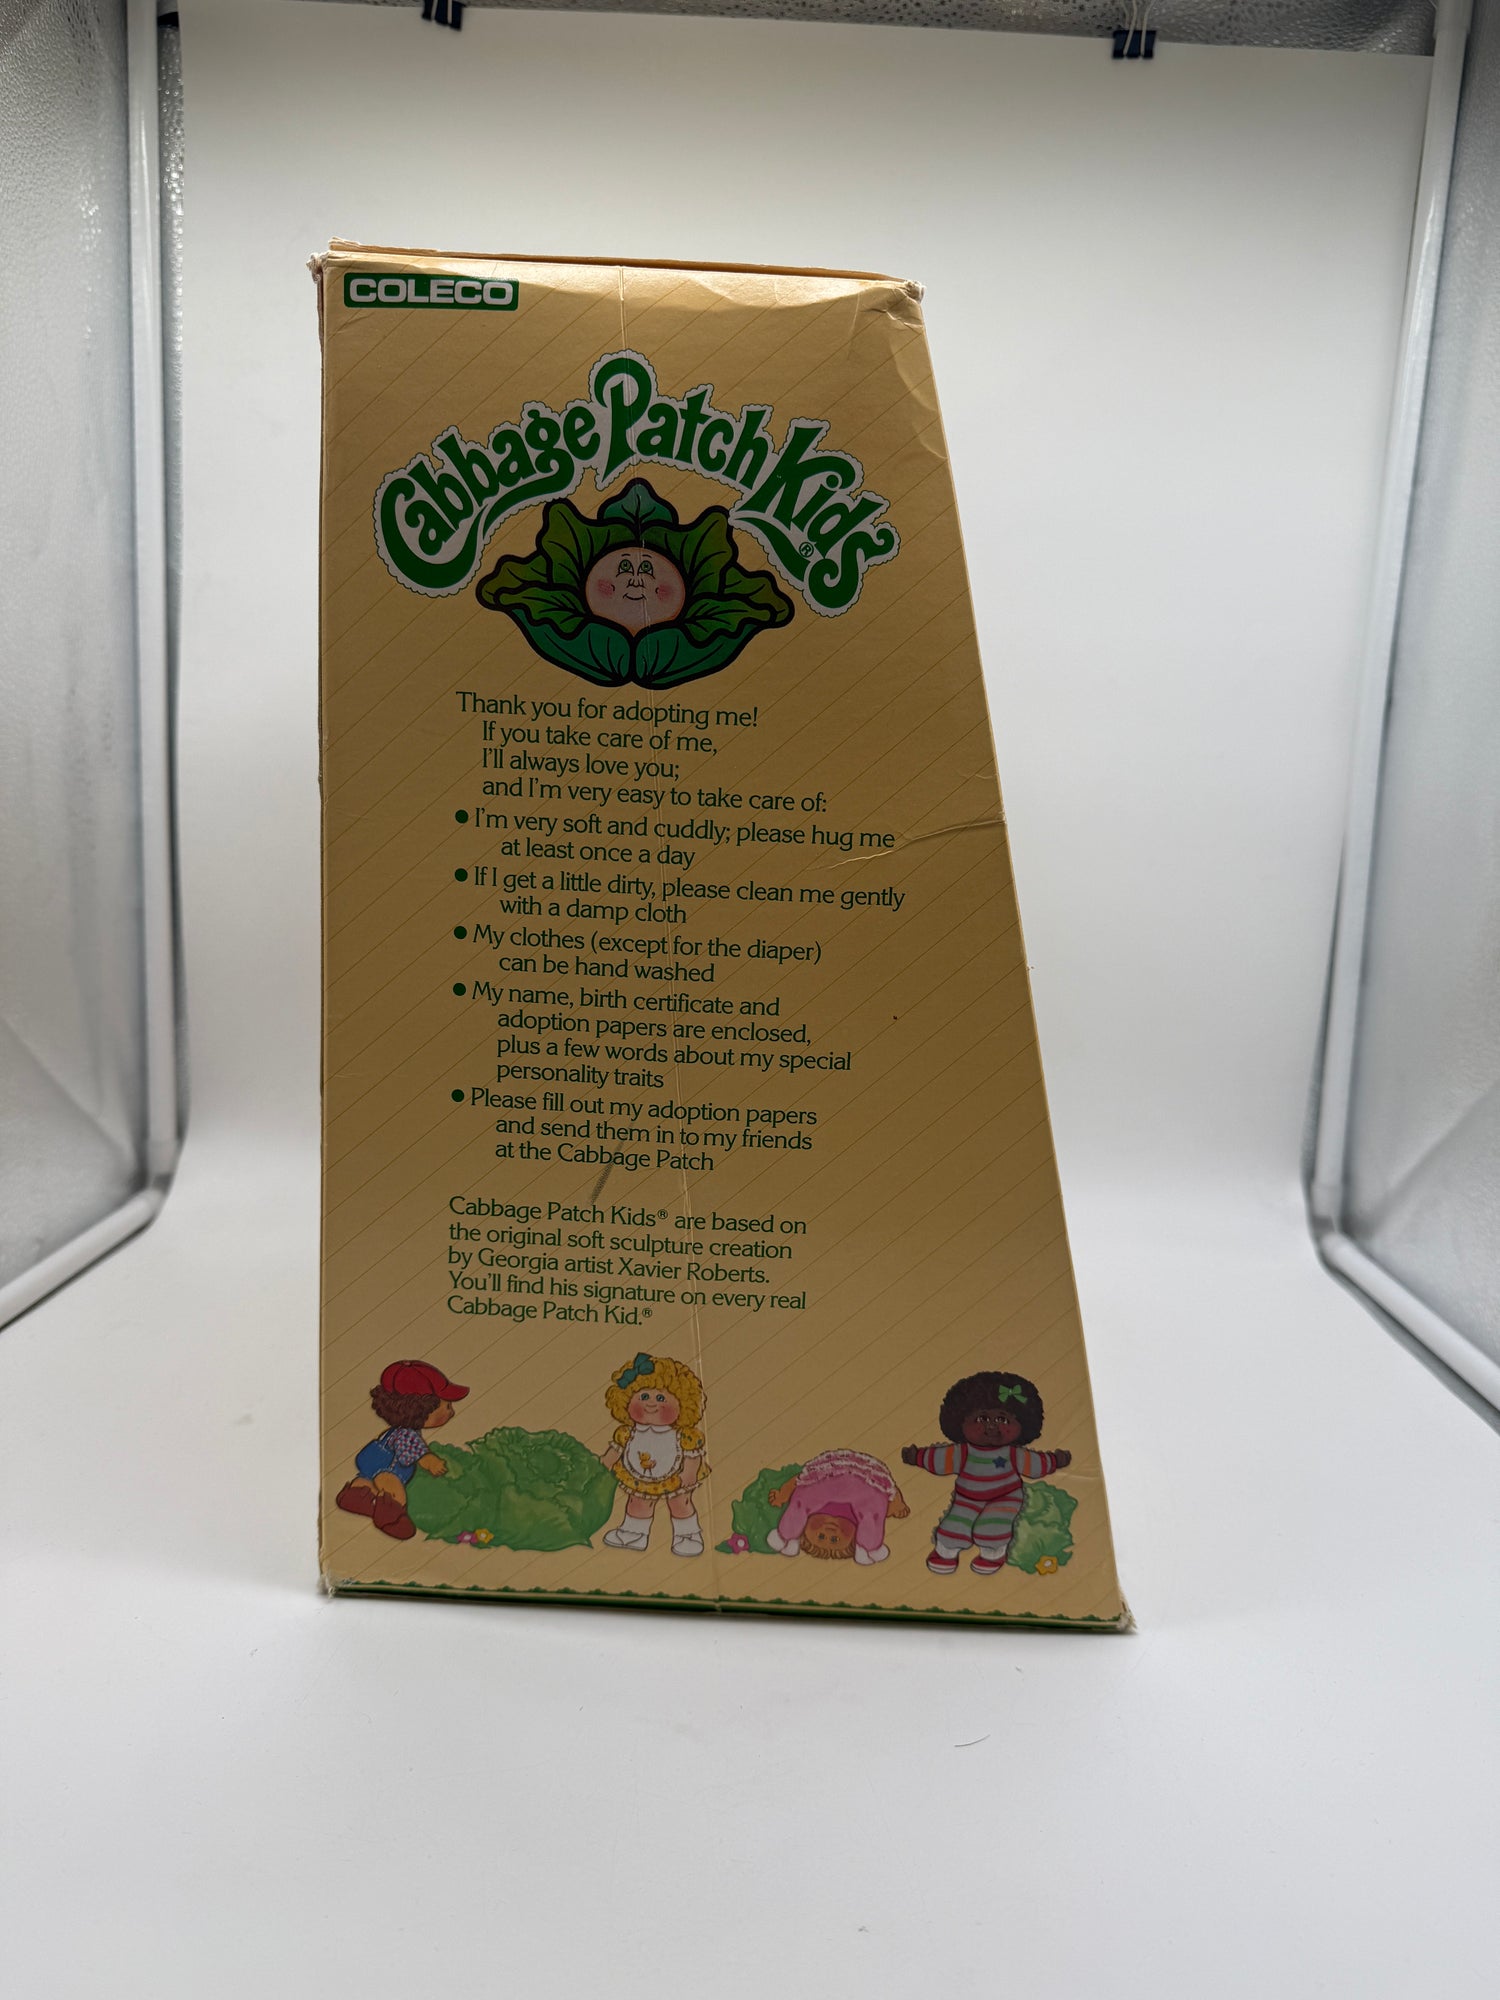 COLECO
Cabbage Patch Kids®
Thank you for adopting me!
If you take care of me,
I'll always love you;
and I'm very easy to take care of:
● I'm very soft and cuddly; please hug me
at least once a day
● If I get a little dirty, please clean me gently
with a damp cloth
● My clothes (except for the diaper)
can be hand washed
● My name, birth certificate and
adoption papers are enclosed,
plus a few words about my special
personality traits
● Please fill out my adoption papers
and send them in to my friends
at the Cabbage Patch
Cabbage Patch Kids® are based on
the original soft sculpture creation
by Georgia artist Xavier Roberts.
You'll find his signature on every real
Cabbage Patch Kid.®